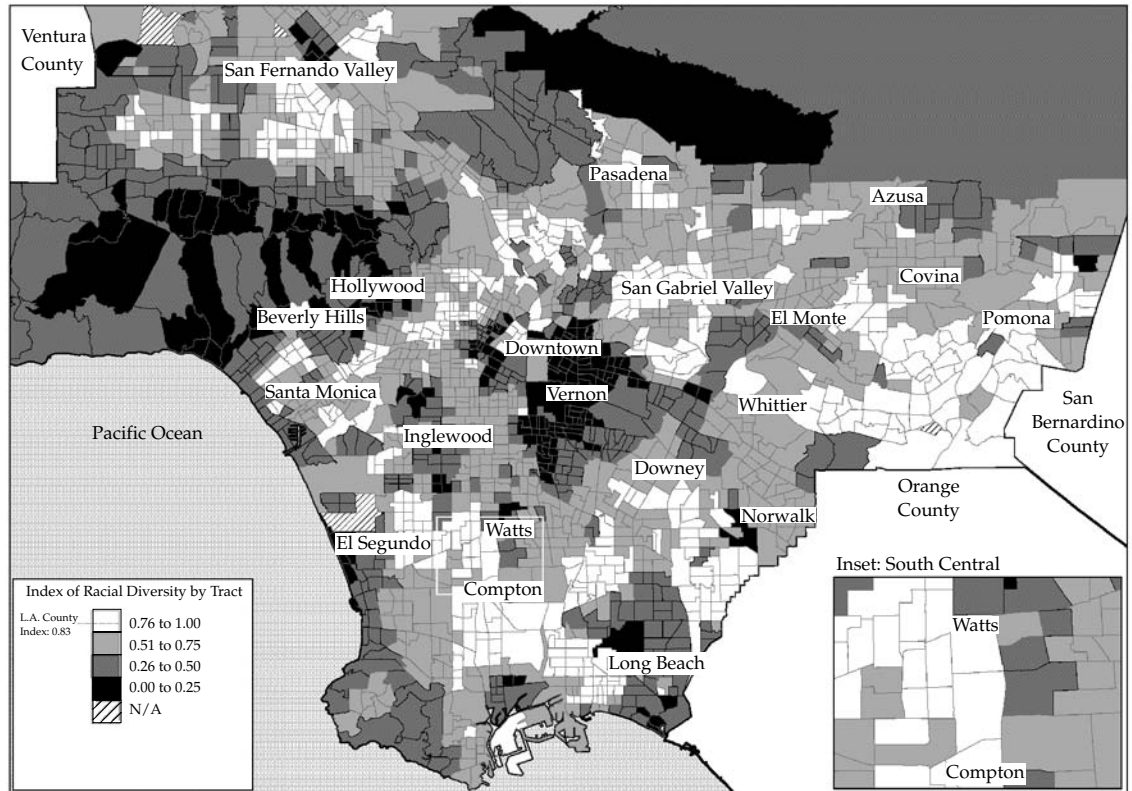 Ventura
County
San Fernando Valley
Pasadena
Azusa
Hollywood
San Gabriel Valley
Covina
Beverly Hills
El Monte
Pomona
Downtown
Santa Monica
Vernon
Whittier
San
Bernardino
County
Pacific Ocean
Inglewood
Downey
Orange
County
Norwalk
El Segundo
Watts
Compton
Long Beach
Index of Racial Diversity by Tract
L.A. County
Index: 0.83
0.76 to 1.00
0.51 to 0.75
0.26 to 0.50
0.00 to 0.25
N/A
Inset: South Central
Watts
Compton